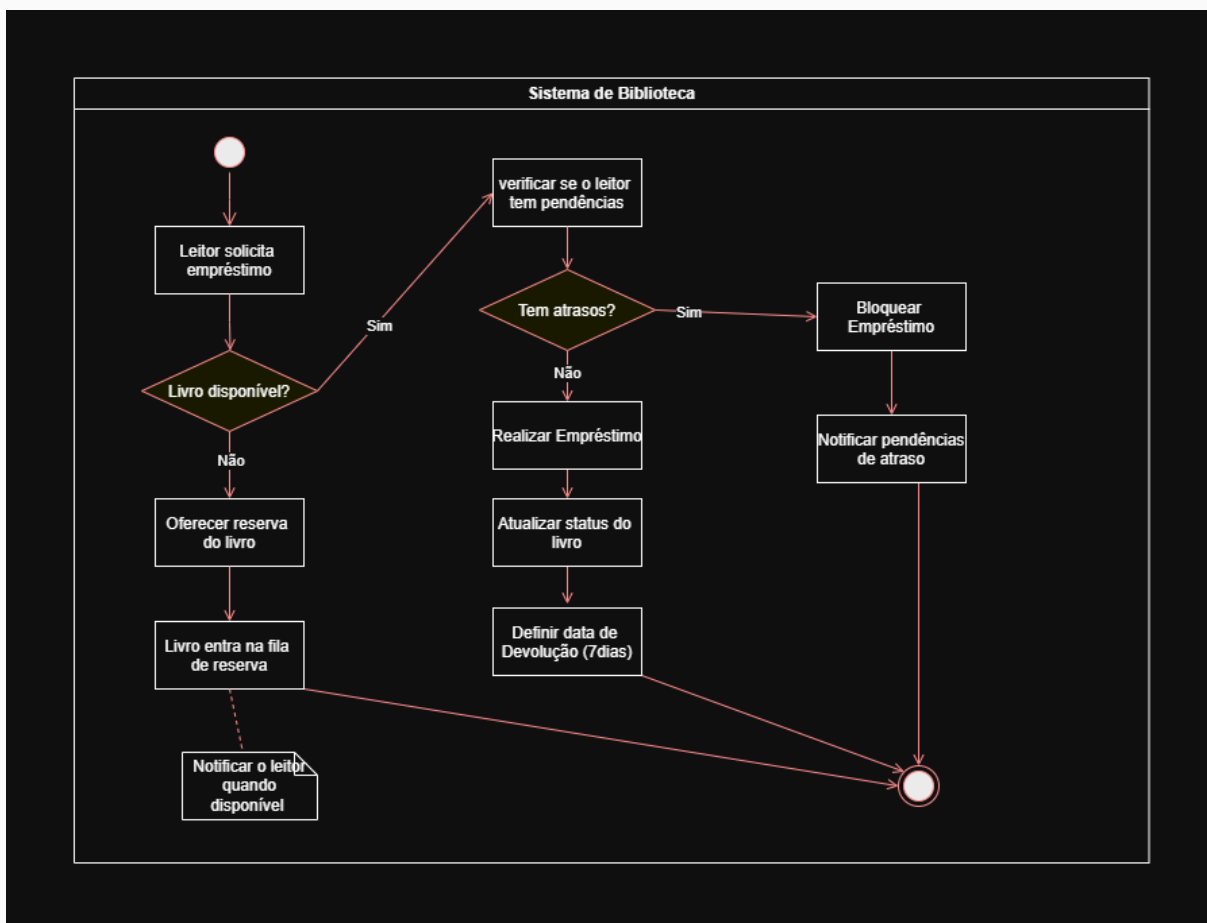 Sistema de Biblioteca
Leitor solicita
empréstimo
Livro disponível?
Sim
Não
Oferecer reserva
do livro
Livro entra na fila
de reserva
Notificar o leitor
quando
disponível
verificar se o leitor
tem pendências
Tem atrasos?
Sim
Não
Realizar Empréstimo
Atualizar status do
livro
Definir data de
Devolução (7dias)
Bloquear
Empréstimo
Notificar pendências
de atraso